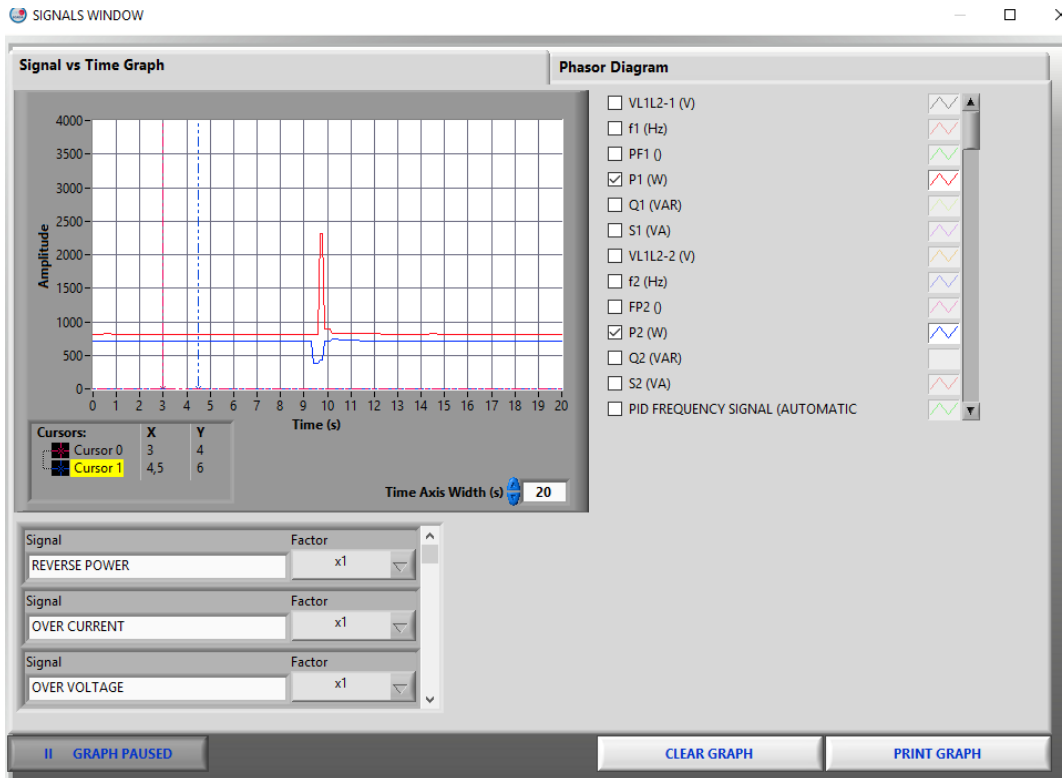 SIGNALS WINDOW
Signal vs Time Graph
Phasor Diagram
4000
3500
3000
2500
2000
1500
1000
500
0
Amplitude
0 1 2 3 4 5 6 7 8 9 10 11 12 13 14 15 16 17 18 19 20
Time (s)
Cursors: X Y
Cursor 0 3 4
Cursor 1 4,5 6
Time Axis Width (s) 20
VL1L2-1 (V)
f1 (Hz)
PF1 ()
P1 (W)
Q1 (VAR)
S1 (VA)
VL1L2-2 (V)
f2 (Hz)
FP2 ()
P2 (W)
Q2 (VAR)
S2 (VA)
PID FREQUENCY SIGNAL (AUTOMATIC
Signal Factor
REVERSE POWER x1
Signal Factor
OVER CURRENT x1
Signal Factor
OVER VOLTAGE x1
II GRAPH PAUSED
CLEAR GRAPH
PRINT GRAPH